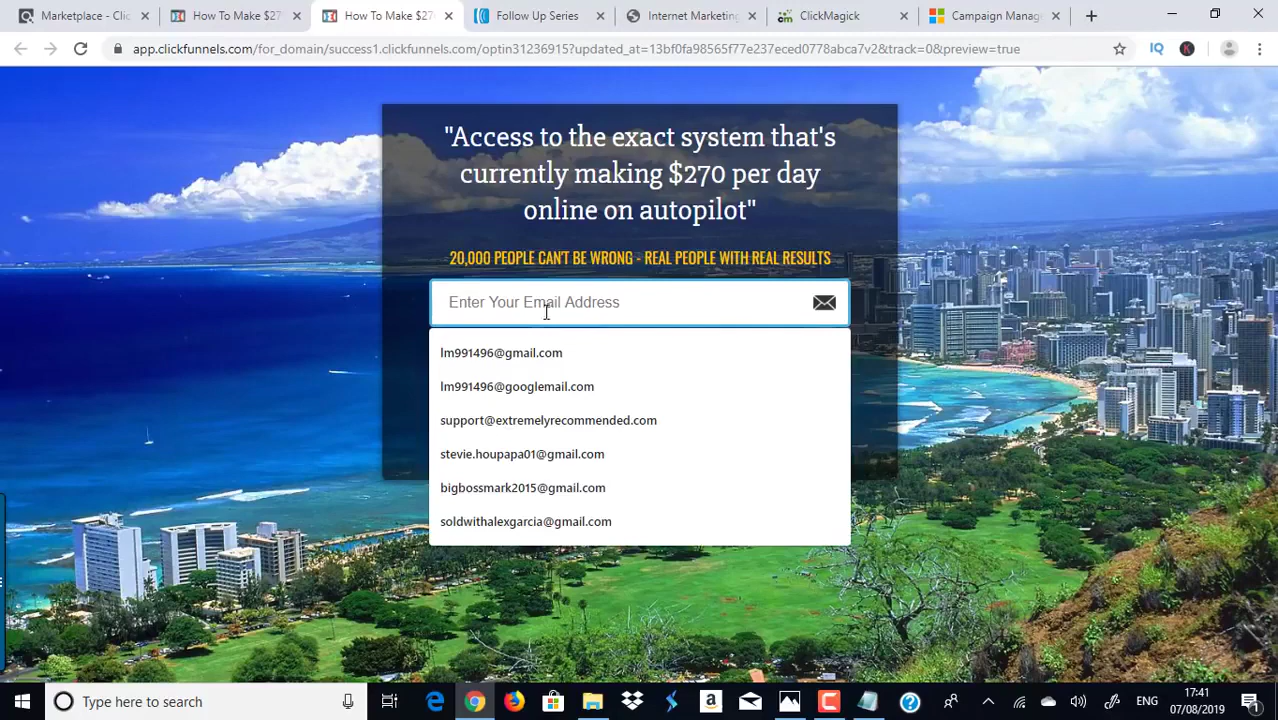 Marketplace - Clic
How To Make $27
How To Make $27
Follow Up Series
Internet Marketing
ClickMagick
Campaign Manag
app.clickfunnels.com/for_domain/success1.clickfunnels.com/optin31236915?updated_at=13bf0fa98565f77e237eced0778abca7v2&track=0&preview=true
IQ
K
"Access to the exact system that's
currently making $270 per day
online on autopilot"
20,000 PEOPLE CAN'T BE WRONG - REAL PEOPLE WITH REAL RESULTS
Enter Your Email Address
lm991496@gmail.com
lm991496@googlemail.com
support@extremelyrecommended.com
stevie.houpapa01@gmail.com
bigbossmark2015@gmail.com
soldwithalexgarcia@gmail.com
Type here to search
ENG
17:41
07/08/2019